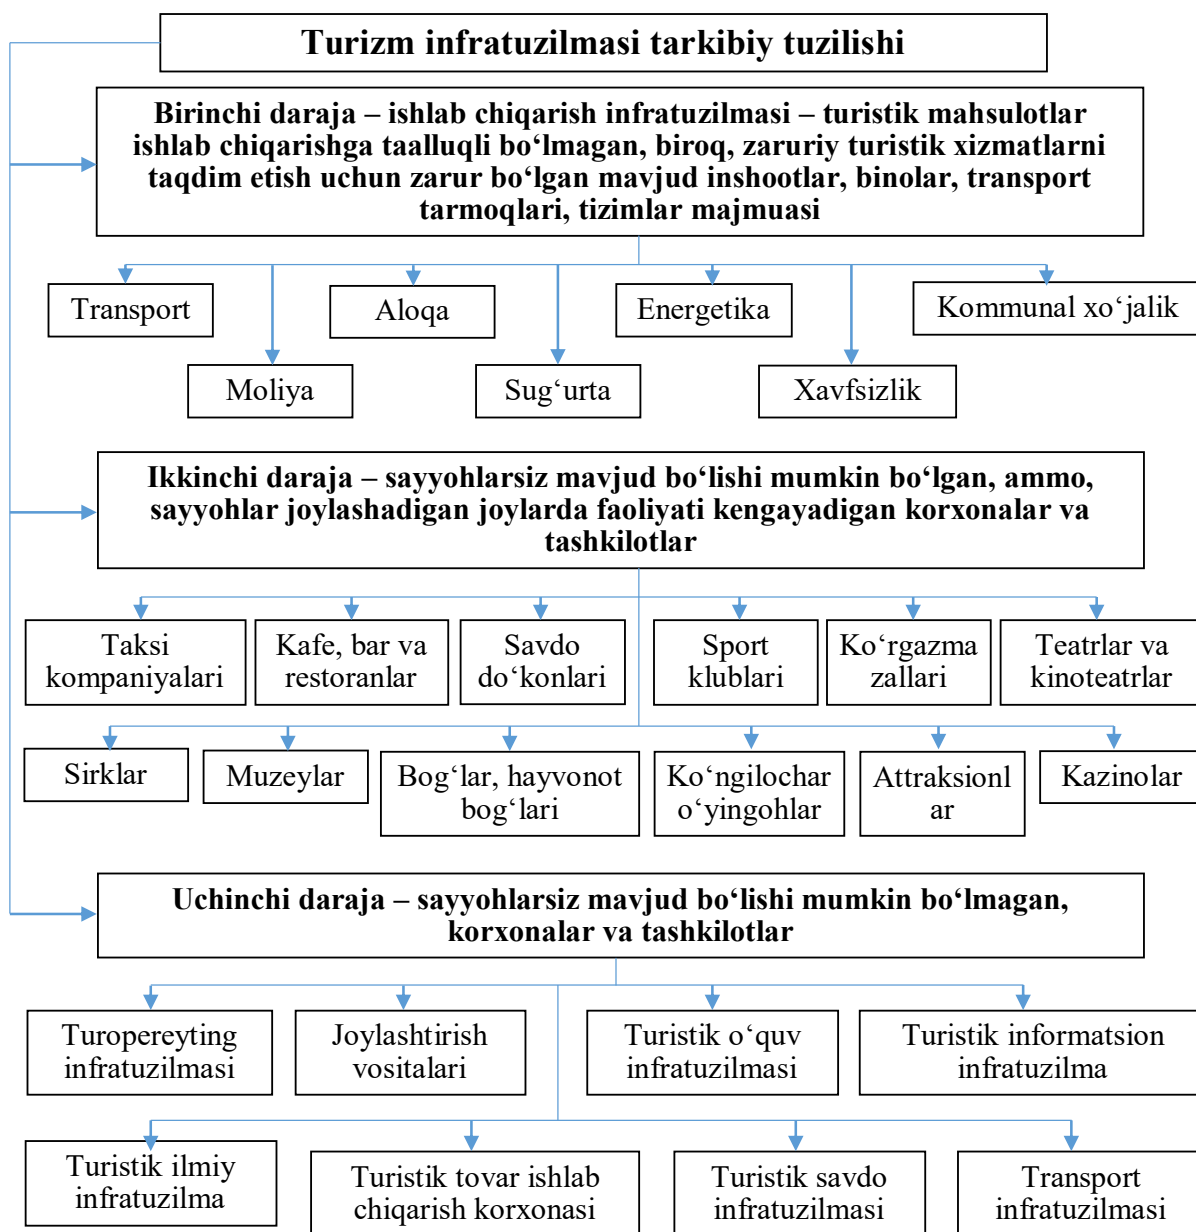 Turizm infratuzilmasi tarkibiy tuzilishi
Birinchi daraja – ishlab chiqarish infratuzilmasi – turistik mahsulotlar
ishlab chiqarishga taalluqli bo‘lmagan, biroq, zaruriy turistik xizmatlarni
taqdim etish uchun zarur bo‘lgan mavjud inshootlar, binolar, transport
tarmoqlari, tizimlar majmuasi
Transport
Aloqa
Energetika
Kommunal xo‘jalik
Moliya
Sug‘urta
Xavfsizlik
Ikkinchi daraja – sayyohlarsiz mavjud bo‘lishi mumkin bo‘lgan, ammo,
sayyohlar joylashadigan joylarda faoliyati kengayadigan korxonalar va
tashkilotlar
Taksi
kompaniyalari
Kafe, bar va
restoranlar
Savdo
do‘konlari
Sport
klublari
Ko‘rgazma
zallari
Teatrlar va
kinoteatrlar
Sirklar
Muzeylar
Bog‘lar, hayvonot
bog‘lari
Ko‘ngilochar
o‘yingohlar
Attraksionl
ar
Kazinolar
Uchinchi daraja – sayyohlarsiz mavjud bo‘lishi mumkin bo‘lmagan,
korxonalar va tashkilotlar
Turopereyting
infratuzilmasi
Joylashtirish
vositalari
Turistik o‘quv
infratuzilmasi
Turistik informatsion
infratuzilma
Turistik ilmiy
infratuzilma
Turistik tovar ishlab
chiqarish korxonasi
Turistik savdo
infratuzilmasi
Transport
infratuzilmasi